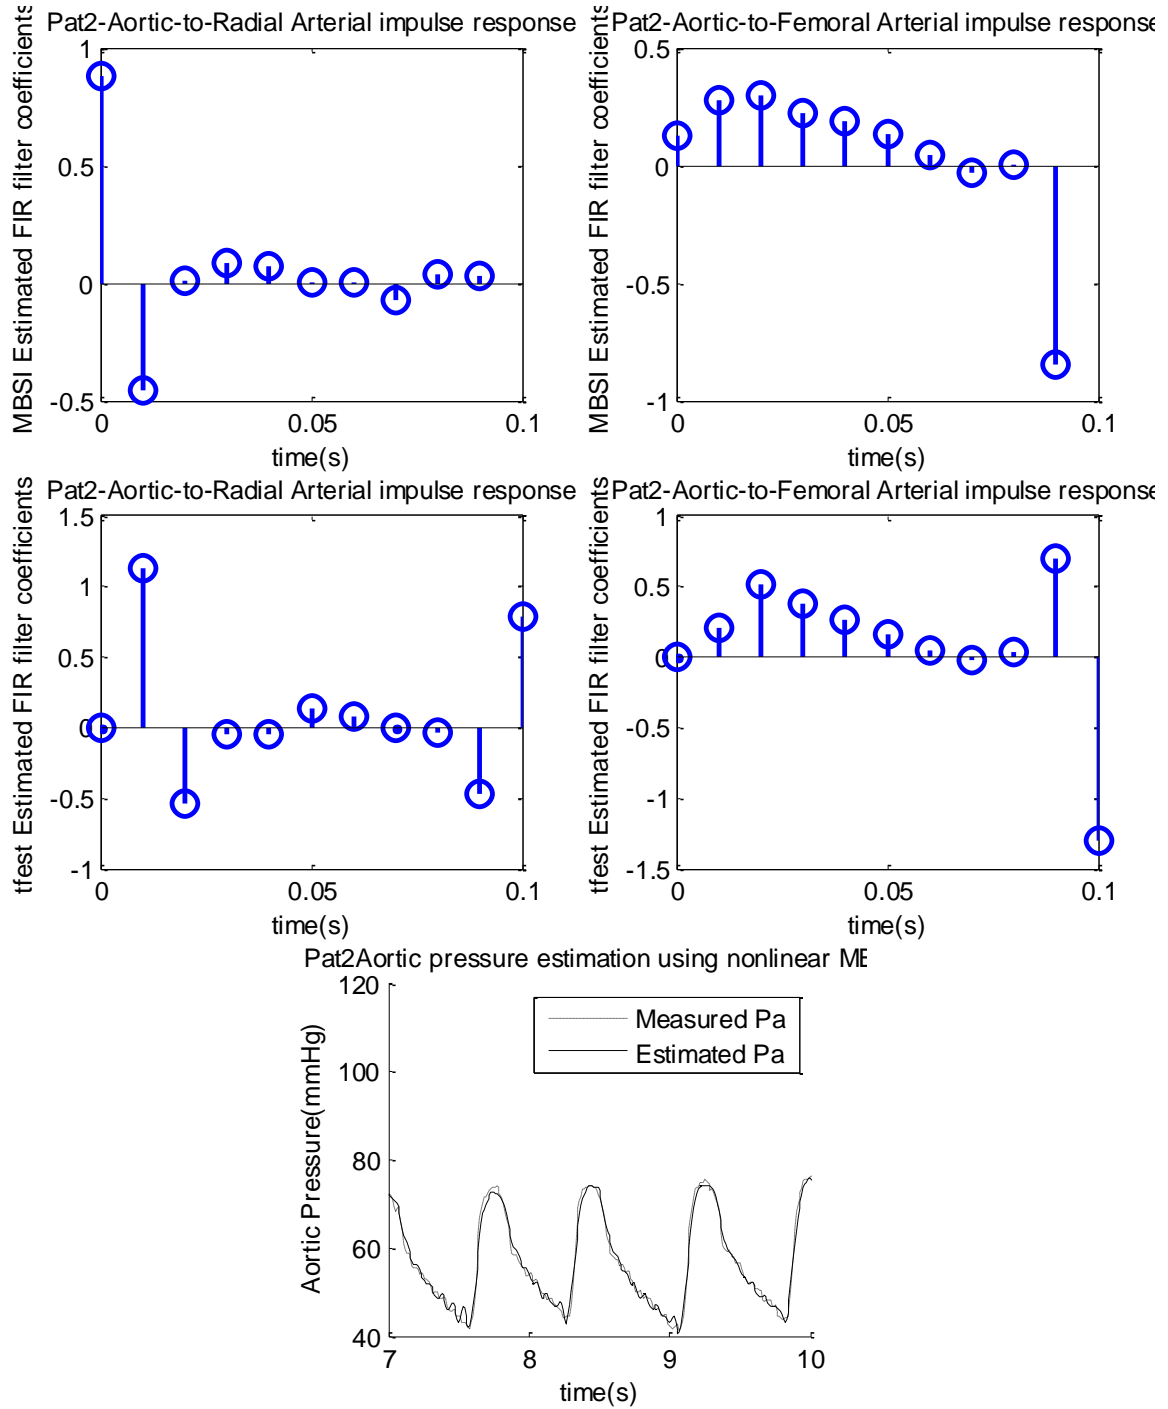 Pat2-Aortic-to-Radial Arterial impulse response
MBSI Estimated FIR filter coefficients
1
0.5
0
-0.5
0
0.05
0.1
time(s)
Pat2-Aortic-to-Femoral Arterial impulse response
MBSI Estimated FIR filter coefficients
0.5
0
-0.5
-1
0
0.05
0.1
time(s)
Pat2-Aortic-to-Radial Arterial impulse response
tfest Estimated FIR filter coefficients
1.5
1
0.5
0
-0.5
-1
0
0.05
0.1
time(s)
Pat2-Aortic-to-Femoral Arterial impulse response
tfest Estimated FIR filter coefficients
1
0.5
0
-0.5
-1
-1.5
0
0.05
0.1
time(s)
Pat2Aortic pressure estimation using nonlinear
Aortic Pressure(mmHg)
120
100
80
60
40
Measured Pa
Estimated Pa
7
8
9
10
time(s)